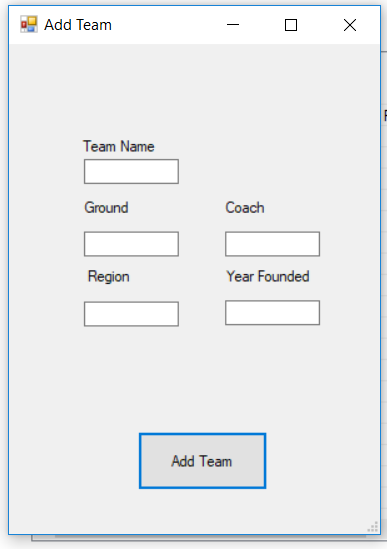 Add Team
Team Name
Ground Coach
Region Year Founded
Add Team